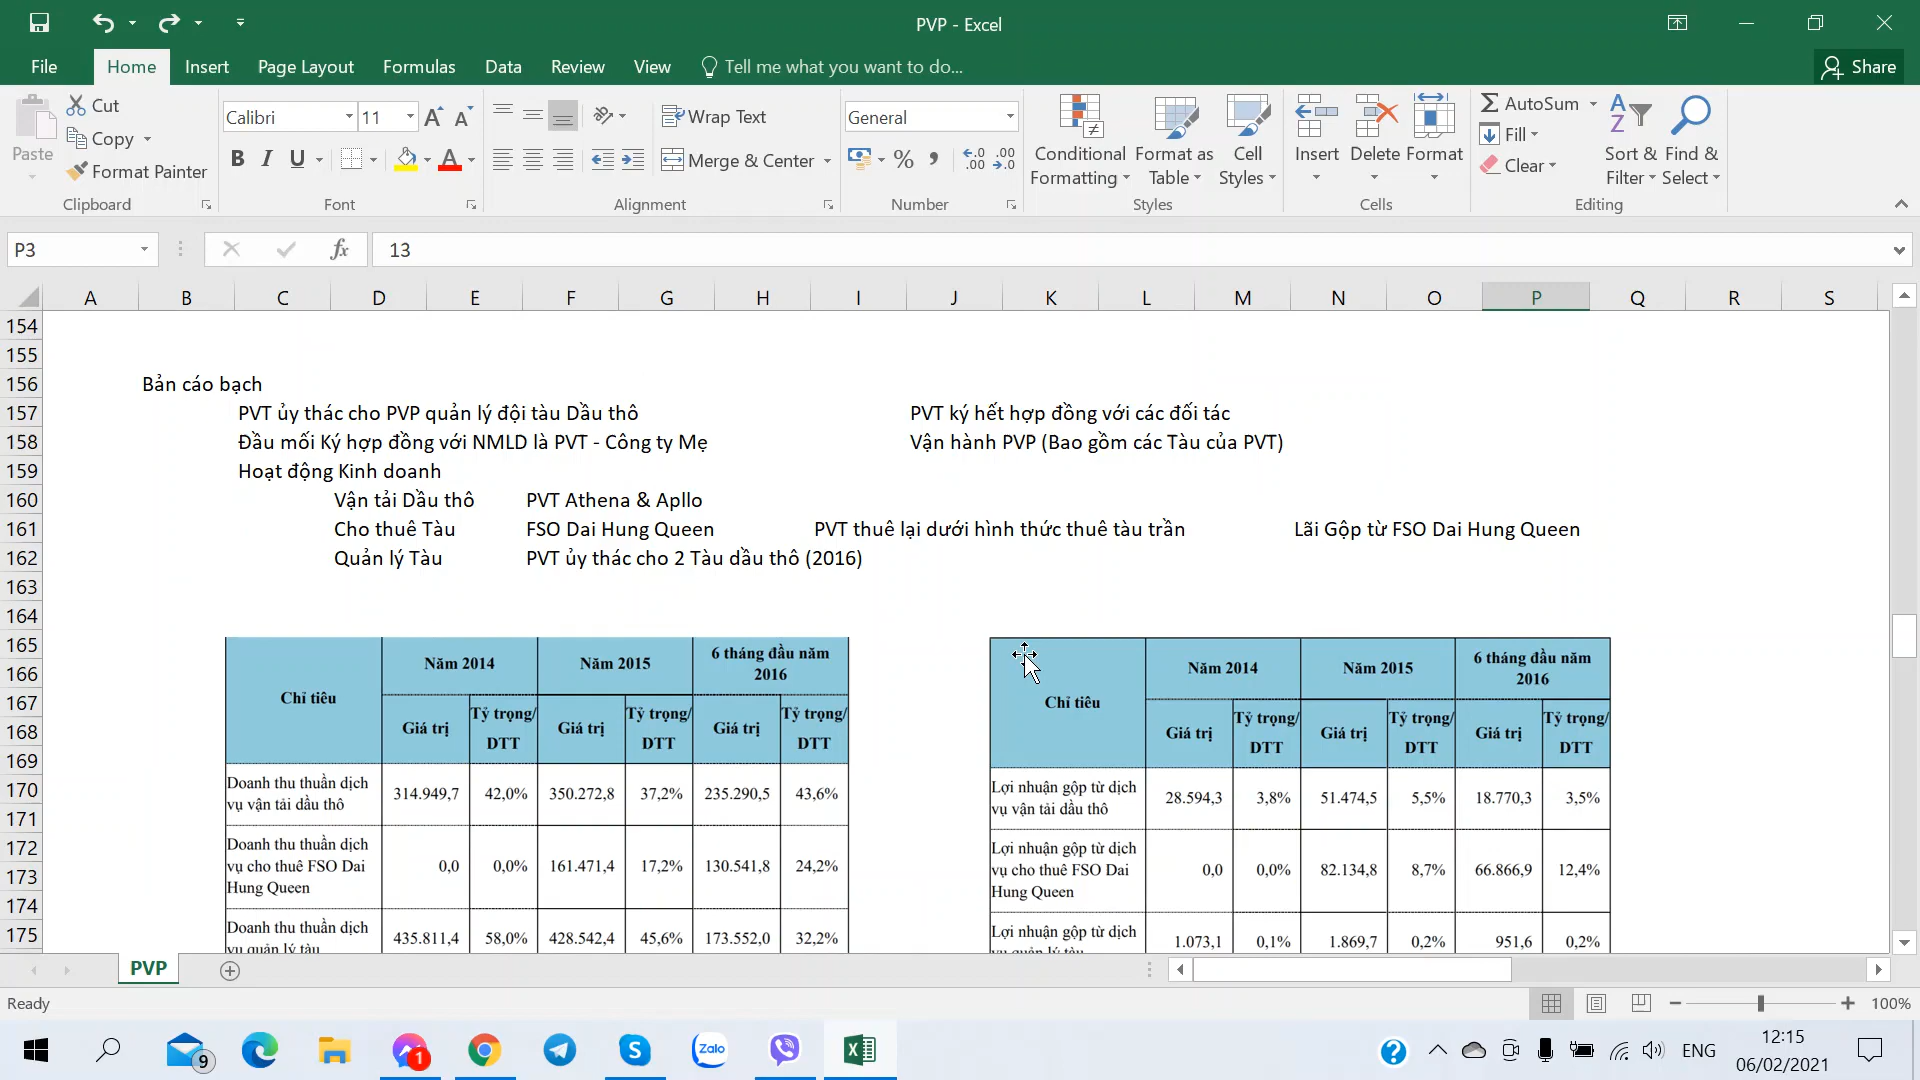 PVP - Excel
File Home Insert Page Layout Formulas Data Review View Tell me what you want to do... Share
Paste
Cut
Copy
Format Painter
Clipboard
Calibri 11
Font
Wrap Text
Merge & Center
Alignment
General
Number
Conditional Formatting
Format as Table
Cell Styles
Styles
Insert
Delete
Format
Cells
AutoSum
Fill
Clear
Sort & Filter
Find & Select
Editing
P3 fx 13
A B C D E F G H I J K L M N O P Q R S
154
155
156 Bản cáo bạch
157 PVT ủy thác cho PVP quản lý đội tàu Dầu thô PVT ký hết hợp đồng với các đối tác
158 Đầu mối Ký hợp đồng với NMLD là PVT - Công ty Mẹ Vận hành PVP (Bao gồm các Tàu của PVT)
159 Hoạt động Kinh doanh
160 Vận tải Dầu thô PVT Athena & Apllo
161 Cho thuê Tàu FSO Dai Hung Queen PVT thuê lại dưới hình thức thuê tàu trần Lãi Gộp từ FSO Dai Hung Queen
162 Quản lý Tàu PVT ủy thác cho 2 Tàu dầu thô (2016)
163
164
165
166
167
168
169
170
171
172
173
174
175
Chỉ tiêu Năm 2014 Năm 2015 6 tháng đầu năm 2016
Giá trị Tỷ trọng/ DTT Giá trị Tỷ trọng/ DTT Giá trị Tỷ trọng/ DTT
Doanh thu thuần dịch vụ vận tải dầu thô 314.949,7 42,0% 350.272,8 37,2% 235.290,5 43,6%
Doanh thu thuần dịch vụ cho thuê FSO Dai Hung Queen 0,0 0,0% 161.471,4 17,2% 130.541,8 24,2%
Doanh thu thuần dịch vụ quản lý tàu 435.811,4 58,0% 428.542,4 45,6% 173.552,0 32,2%
Chỉ tiêu Năm 2014 Năm 2015 6 tháng đầu năm 2016
Giá trị Tỷ trọng/ DTT Giá trị Tỷ trọng/ DTT Giá trị Tỷ trọng/ DTT
Lợi nhuận gộp từ dịch vụ vận tải dầu thô 28.594,3 3,8% 51.474,5 5,5% 18.770,3 3,5%
Lợi nhuận gộp từ dịch vụ cho thuê FSO Dai Hung Queen 0,0 0,0% 82.134,8 8,7% 66.866,9 12,4%
Lợi nhuận gộp từ dịch vụ quản lý tàu 1.073,1 0,1% 1.869,7 0,2% 951,6 0,2%
PVP
Ready 100%
9 1 Zalo ENG
12:15
06/02/2021